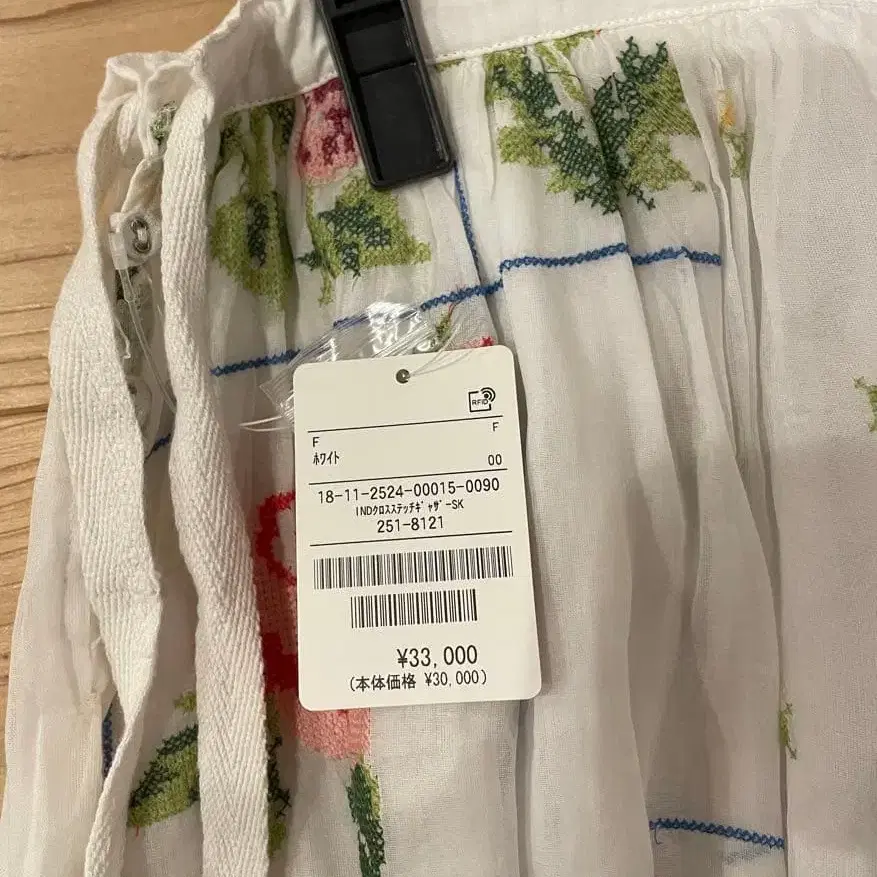 RFID
F F
ホワイト 00
18-11-2524-00015-0090
INDクロスステッチギャザ-SK
251-8121
¥33,000
(本体価格 ¥30,000)